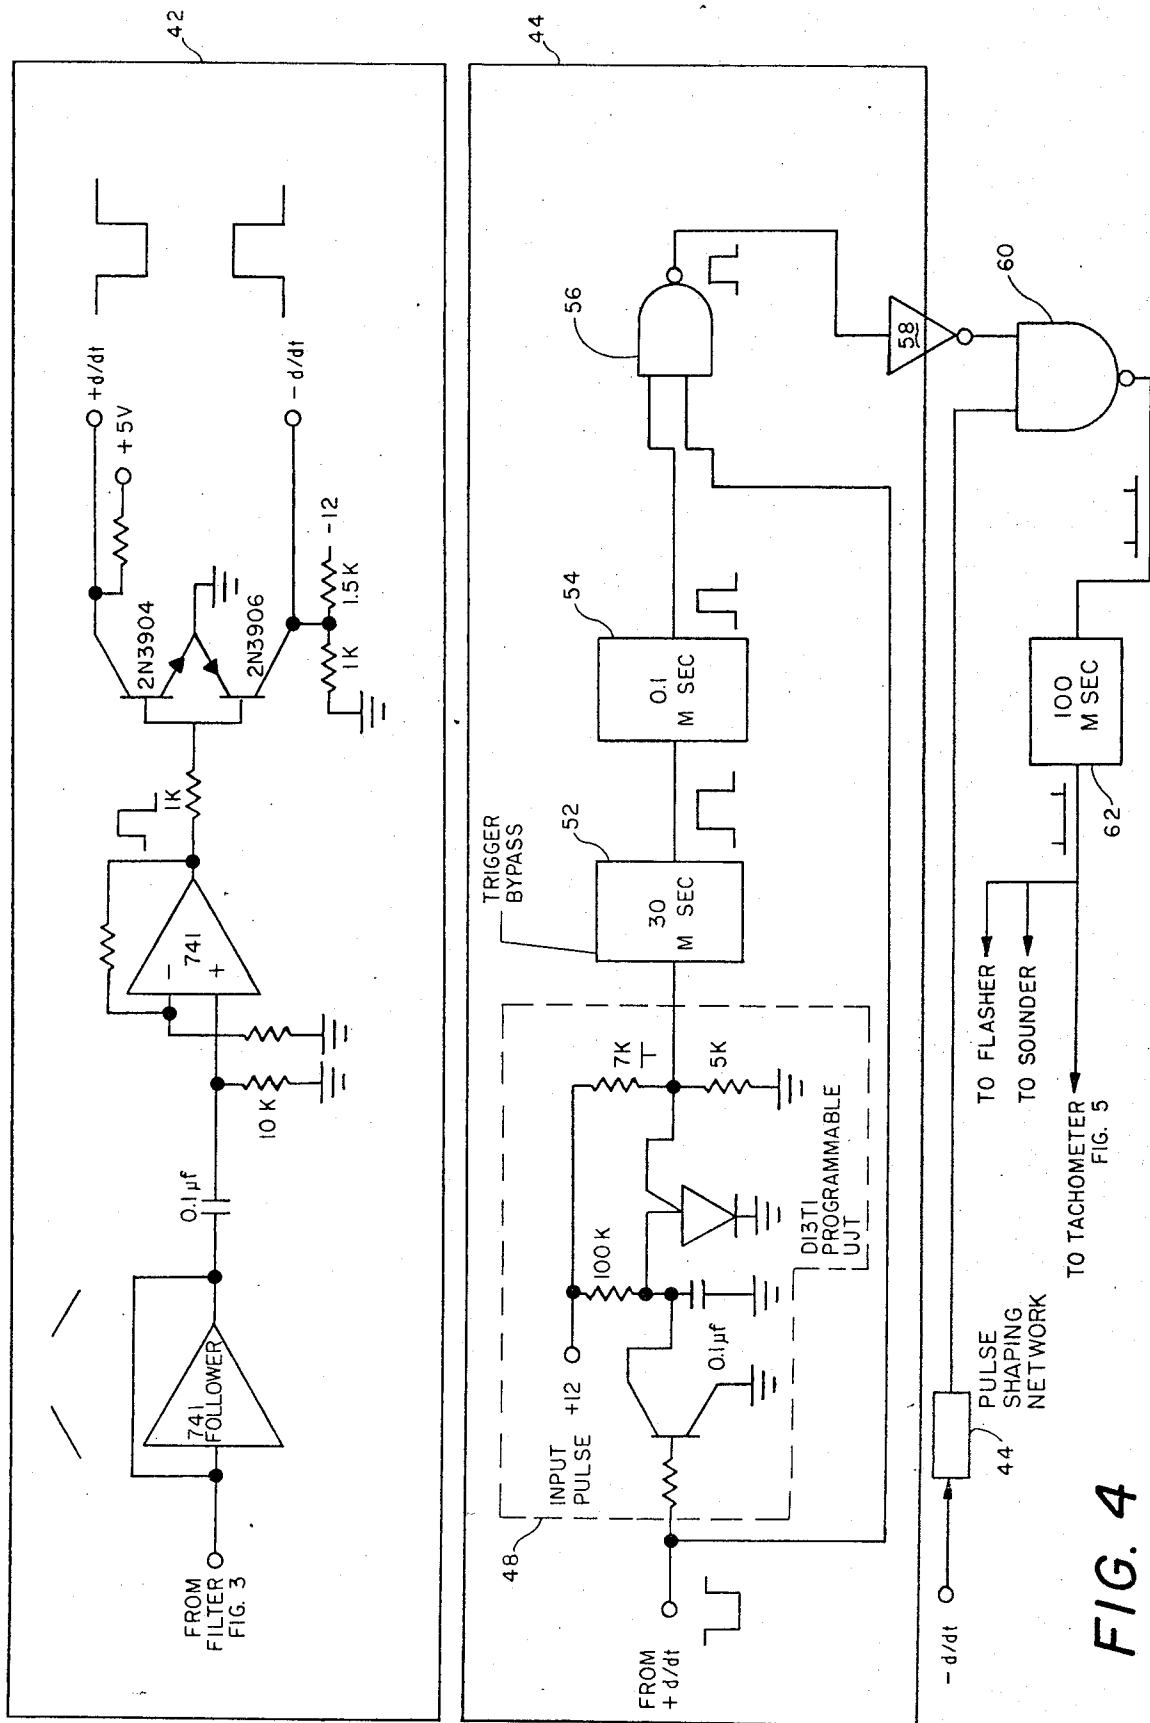 42
FROM
FILTER
FIG. 3
741
FOLLOWER
0.1µf
10 K
741
−
+
1K
2N3904
2N3906
+d/dt
+5V
−d/dt
1K
1.5K
−12
44
48
FROM
+d/dt
INPUT
PULSE
+12
100K
0.1µf
7K
5K
D13T1
PROGRAMMABLE
UJT
TRIGGER
BYPASS
52
30
M SEC
54
0.1
M SEC
56
58
60
−d/dt
44
PULSE
SHAPING
NETWORK
100
M SEC
62
TO FLASHER
TO SOUNDER
TO TACHOMETER
FIG. 5
FIG. 4